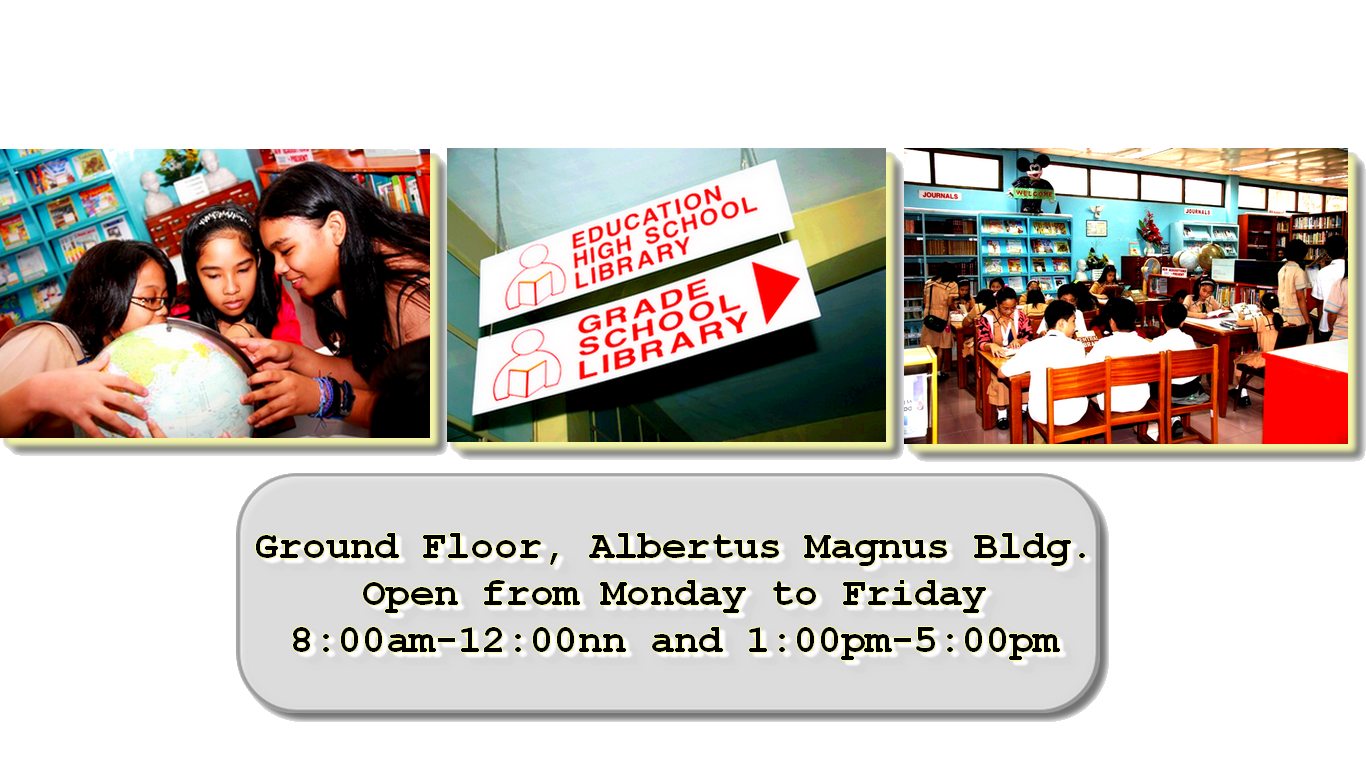 EDUCATION
HIGH SCHOOL
LIBRARY
GRADE
SCHOOL
LIBRARY
JOURNALS
WELCOME
JOURNALS
Ground Floor, Albertus Magnus Bldg.
Open from Monday to Friday
8:00am-12:00nn and 1:00pm-5:00pm